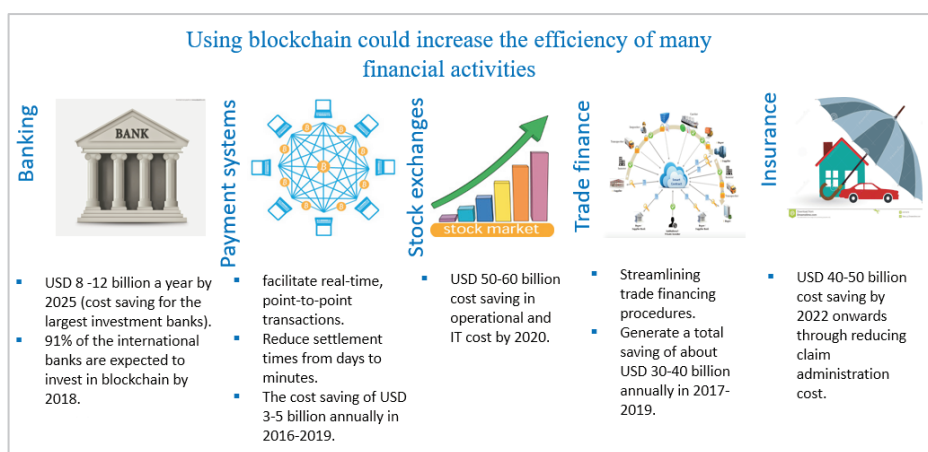 Using blockchain could increase the efficiency of many
financial activities
Banking
BANK
▪ USD 8 -12 billion a year by
2025 (cost saving for the
largest investment banks).
▪ 91% of the international
banks are expected to
invest in blockchain by
2018.
Payment systems
▪ facilitate real-time,
point-to-point
transactions.
▪ Reduce settlement
times from days to
minutes.
▪ The cost saving of USD
3-5 billion annually in
2016-2019.
Stock exchanges
stock market
▪ USD 50-60 billion
cost saving in
operational and
IT cost by 2020.
Trade finance
▪ Streamlining
trade financing
procedures.
▪ Generate a total
saving of about
USD 30-40 billion
annually in 2017-
2019.
Insurance
▪ USD 40-50 billion
cost saving by
2022 onwards
through reducing
claim
administration
cost.